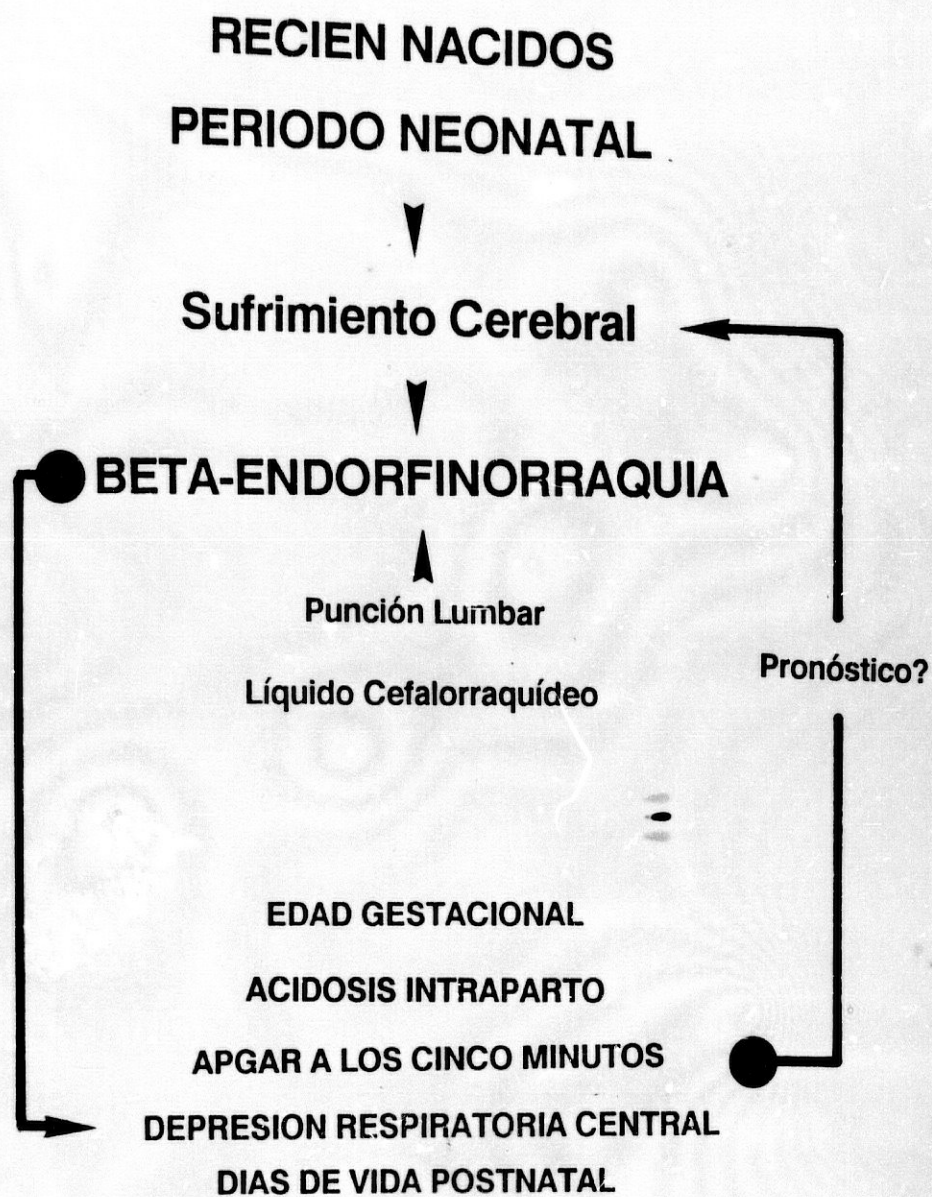 RECIEN NACIDOS
PERIODO NEONATAL
Sufrimiento Cerebral
BETA-ENDORFINORRAQUIA
Punción Lumbar
Líquido Cefalorraquídeo
Pronóstico?
EDAD GESTACIONAL
ACIDOSIS INTRAPARTO
APGAR A LOS CINCO MINUTOS
DEPRESION RESPIRATORIA CENTRAL
DIAS DE VIDA POSTNATAL